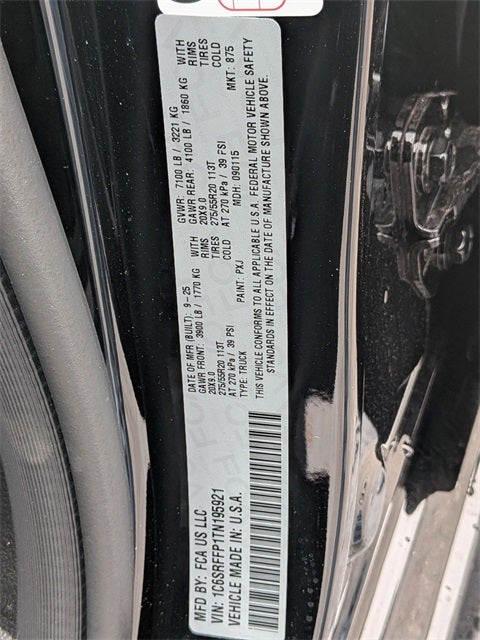 MFD BY: FCA US LLC
1C6SRFFP1TN195921
VEHICLE MADE IN: U.S.A.
DATE OF MFR (BUILT): 9-25
GVWR: 7100 LB / 3221 KG
GAWR FRONT: 3900 LB / 1770 KG WITH
GAWR REAR: 4100 LB / 1860 KG WITH
20X9.0 RIMS
20X9.0 RIMS
275/55R20 113T TIRES
275/55R20 113T TIRES
AT 270 kPa / 39 PSI COLD
AT 270 kPa / 39 PSI COLD
TYPE: TRUCK PAINT: PXJ MDH: 090115 MKT: 875
THIS VEHICLE CONFORMS TO ALL APPLICABLE U.S.A. FEDERAL MOTOR VEHICLE SAFETY
STANDARDS IN EFFECT ON THE DATE OF MANUFACTURE SHOWN ABOVE.